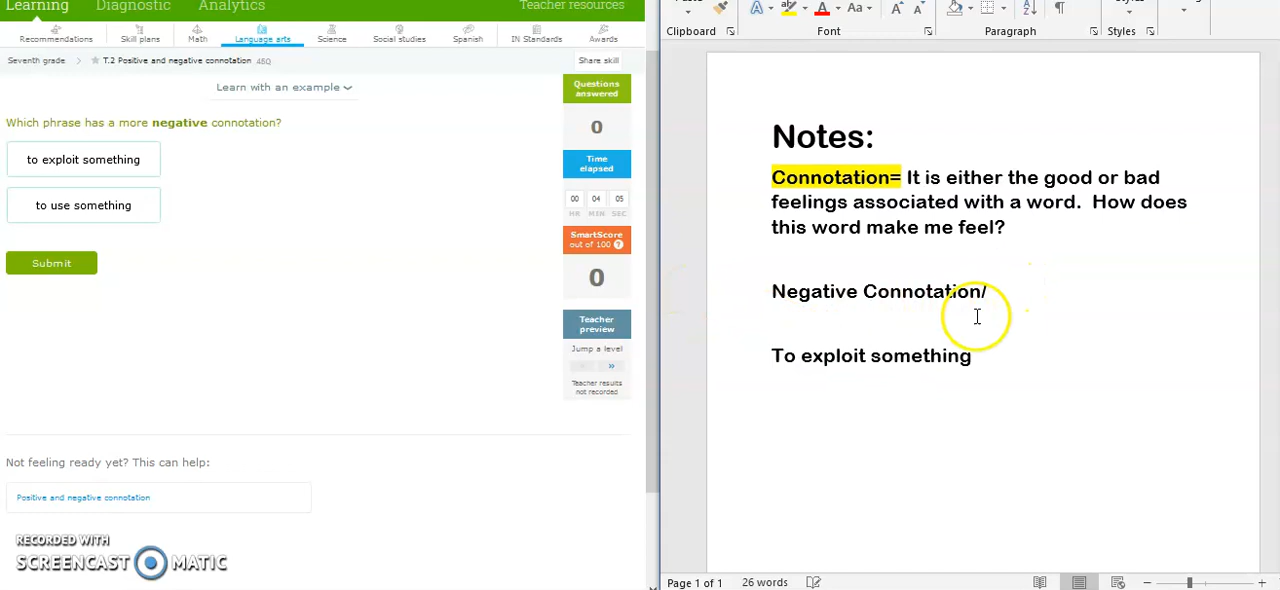 Learning Diagnostic Analytics Teacher resources
Recommendations Skill plans Math Language arts Science Social studies Spanish IN Standards Awards
Seventh grade > T.2 Positive and negative connotation 45Q Share skill
Learn with an example
Which phrase has a more negative connotation?
to exploit something
to use something
Submit
Questions
answered
0
Time
elapsed
00 04 05
HR MIN SEC
SmartScore
out of 100 ?
0
Teacher
preview
Jump a level
»
Teacher results
not recorded
Not feeling ready yet? This can help:
Positive and negative connotation
RECORDED WITH
SCREENCAST MATIC
Aa
Clipboard Font Paragraph Styles
Notes:
Connotation= It is either the good or bad
feelings associated with a word. How does
this word make me feel?
Negative Connotation/
To exploit something
Page 1 of 1 26 words